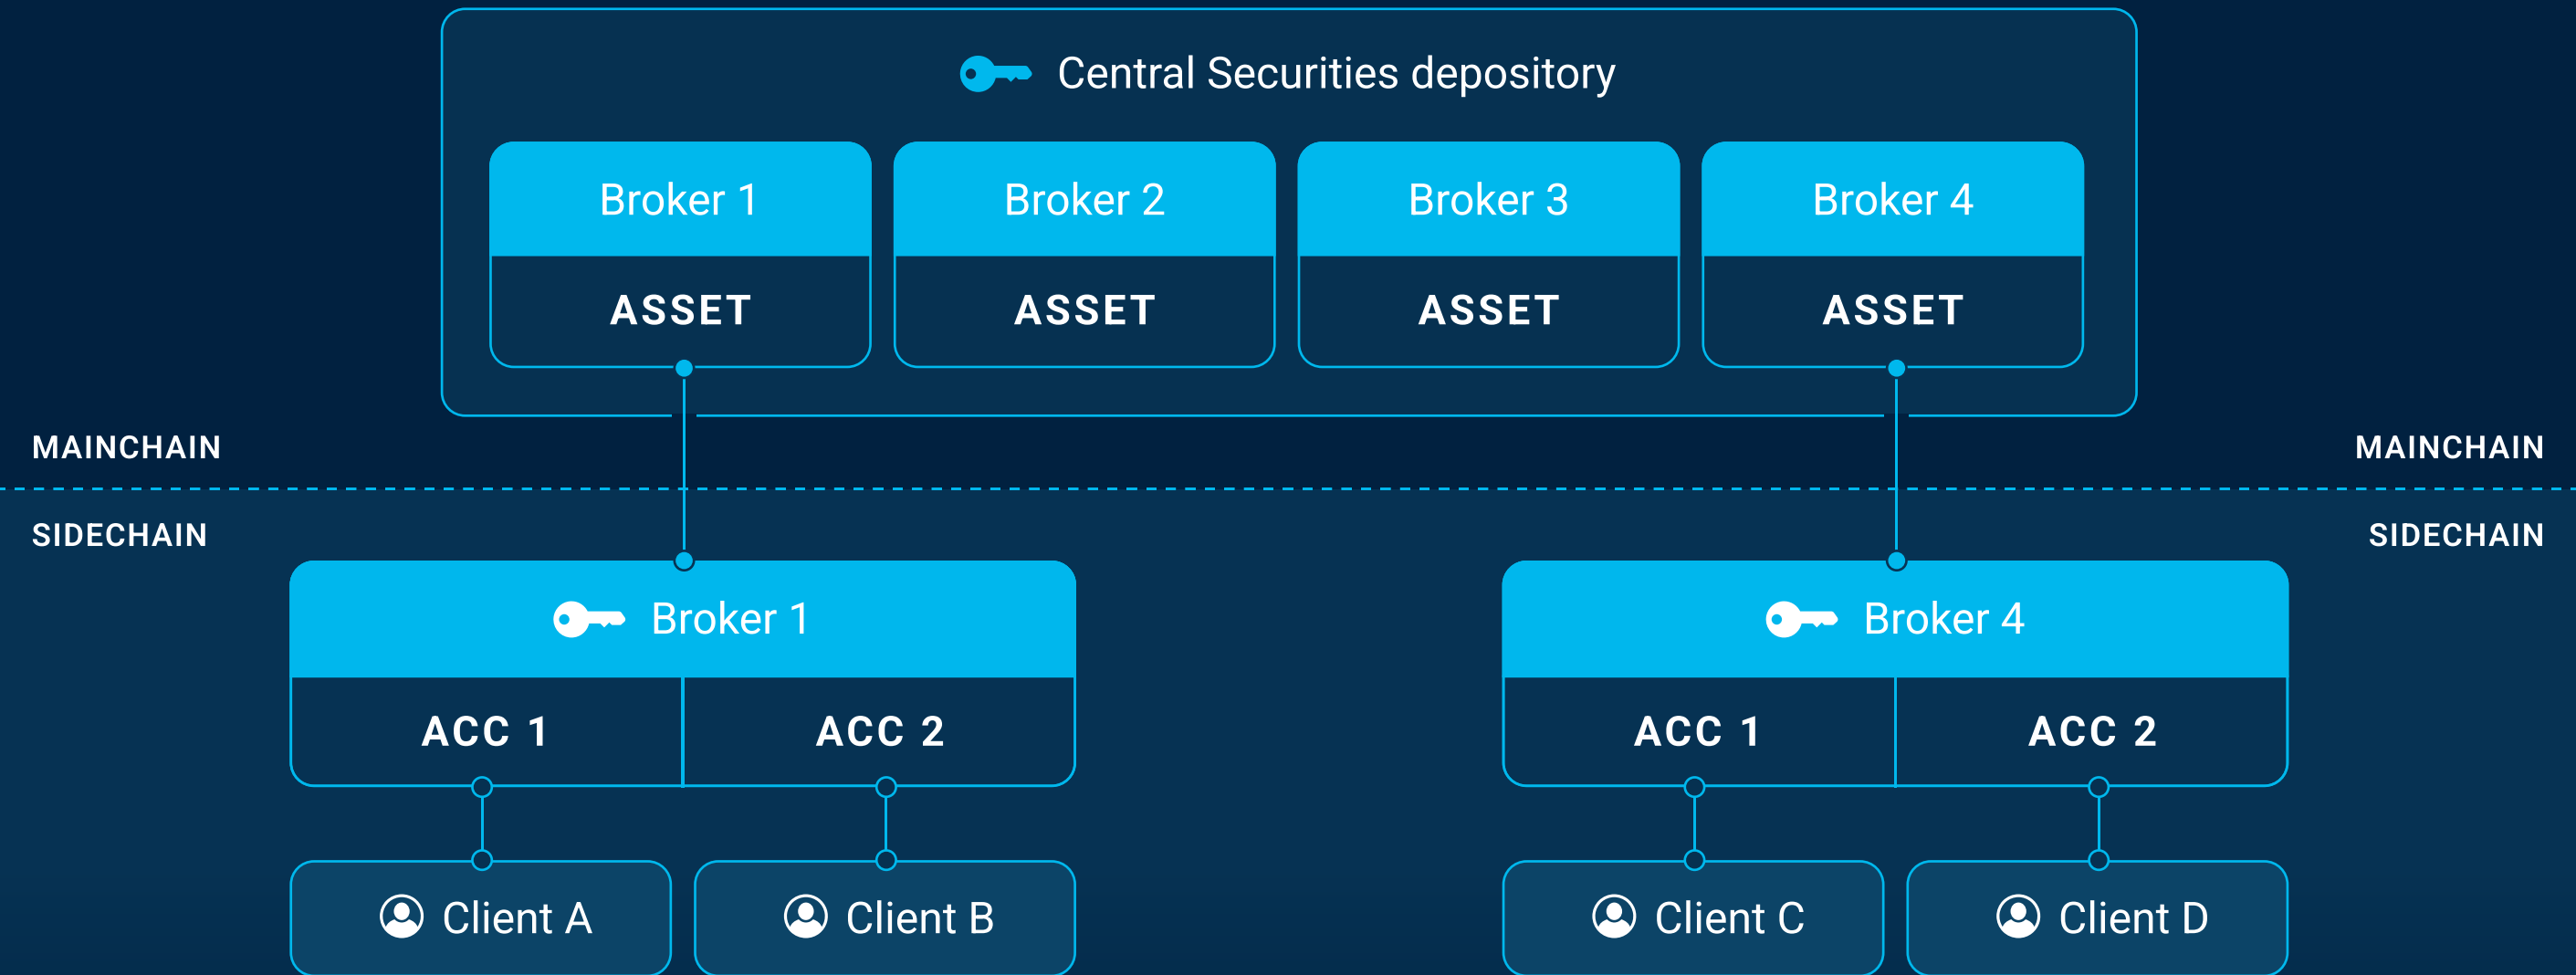 Central Securities depository
Broker 1
Broker 2
Broker 3
Broker 4
ASSET
ASSET
ASSET
ASSET
MAINCHAIN
MAINCHAIN
SIDECHAIN
SIDECHAIN
Broker 1
Broker 4
ACC 1
ACC 2
ACC 1
ACC 2
Client A
Client B
Client C
Client D